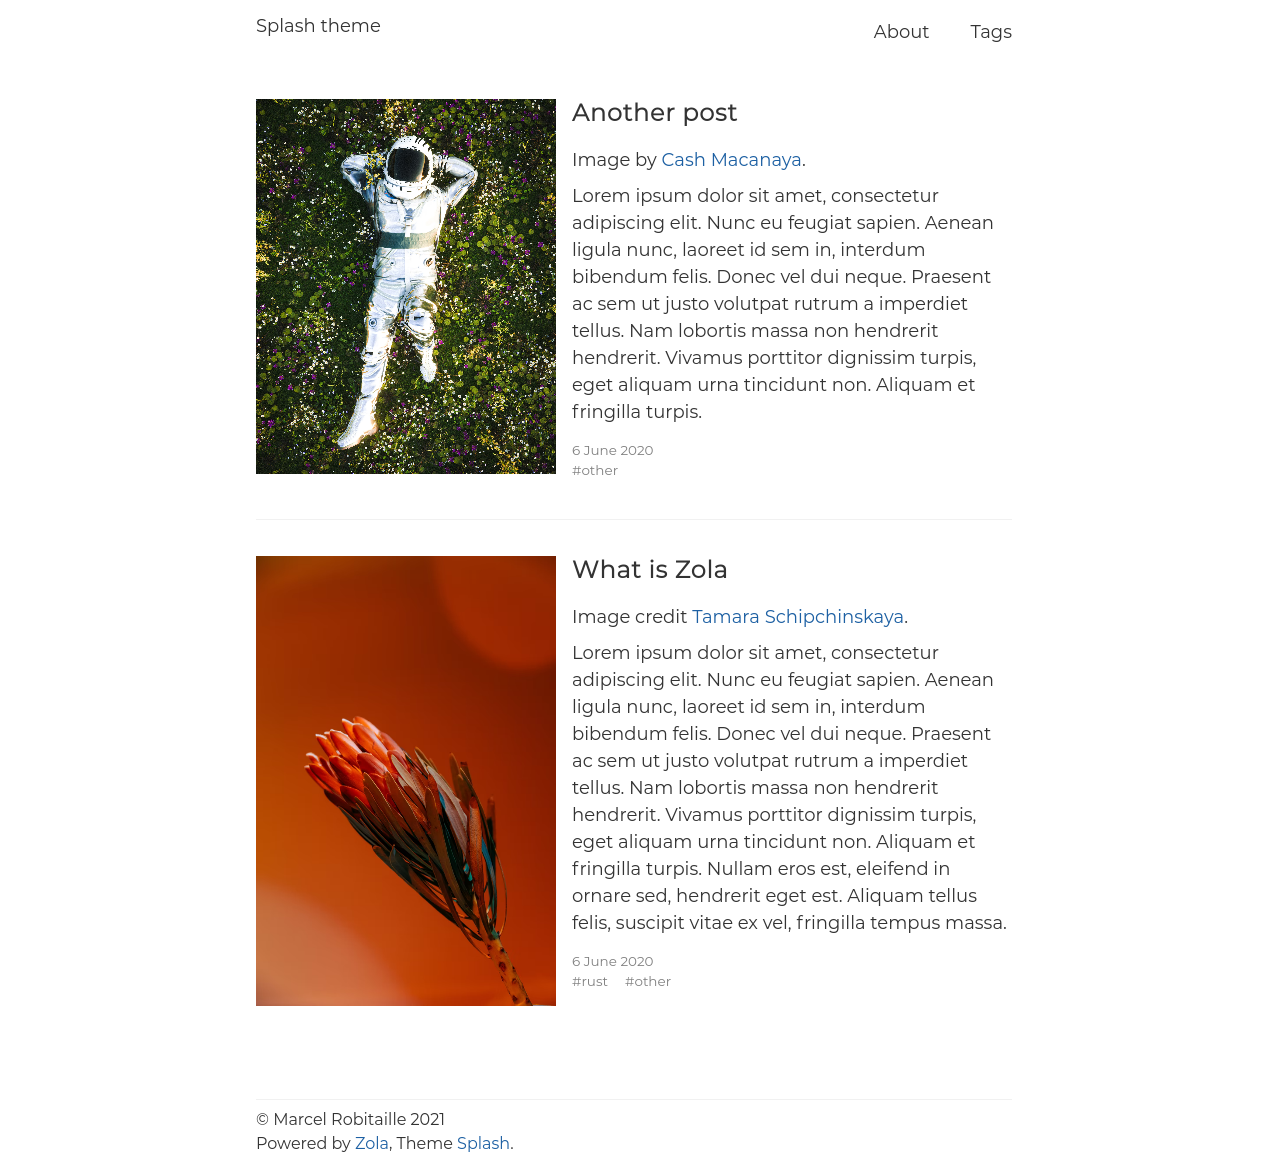 Splash theme
About Tags
Another post
Image by Cash Macanaya.
Lorem ipsum dolor sit amet, consectetur
adipiscing elit. Nunc eu feugiat sapien. Aenean
ligula nunc, laoreet id sem in, interdum
bibendum felis. Donec vel dui neque. Praesent
ac sem ut justo volutpat rutrum a imperdiet
tellus. Nam lobortis massa non hendrerit
hendrerit. Vivamus porttitor dignissim turpis,
eget aliquam urna tincidunt non. Aliquam et
fringilla turpis.
6 June 2020
#other
What is Zola
Image credit Tamara Schipchinskaya.
Lorem ipsum dolor sit amet, consectetur
adipiscing elit. Nunc eu feugiat sapien. Aenean
ligula nunc, laoreet id sem in, interdum
bibendum felis. Donec vel dui neque. Praesent
ac sem ut justo volutpat rutrum a imperdiet
tellus. Nam lobortis massa non hendrerit
hendrerit. Vivamus porttitor dignissim turpis,
eget aliquam urna tincidunt non. Aliquam et
fringilla turpis. Nullam eros est, eleifend in
ornare sed, hendrerit eget est. Aliquam tellus
felis, suscipit vitae ex vel, fringilla tempus massa.
6 June 2020
#rust #other
© Marcel Robitaille 2021
Powered by Zola, Theme Splash.